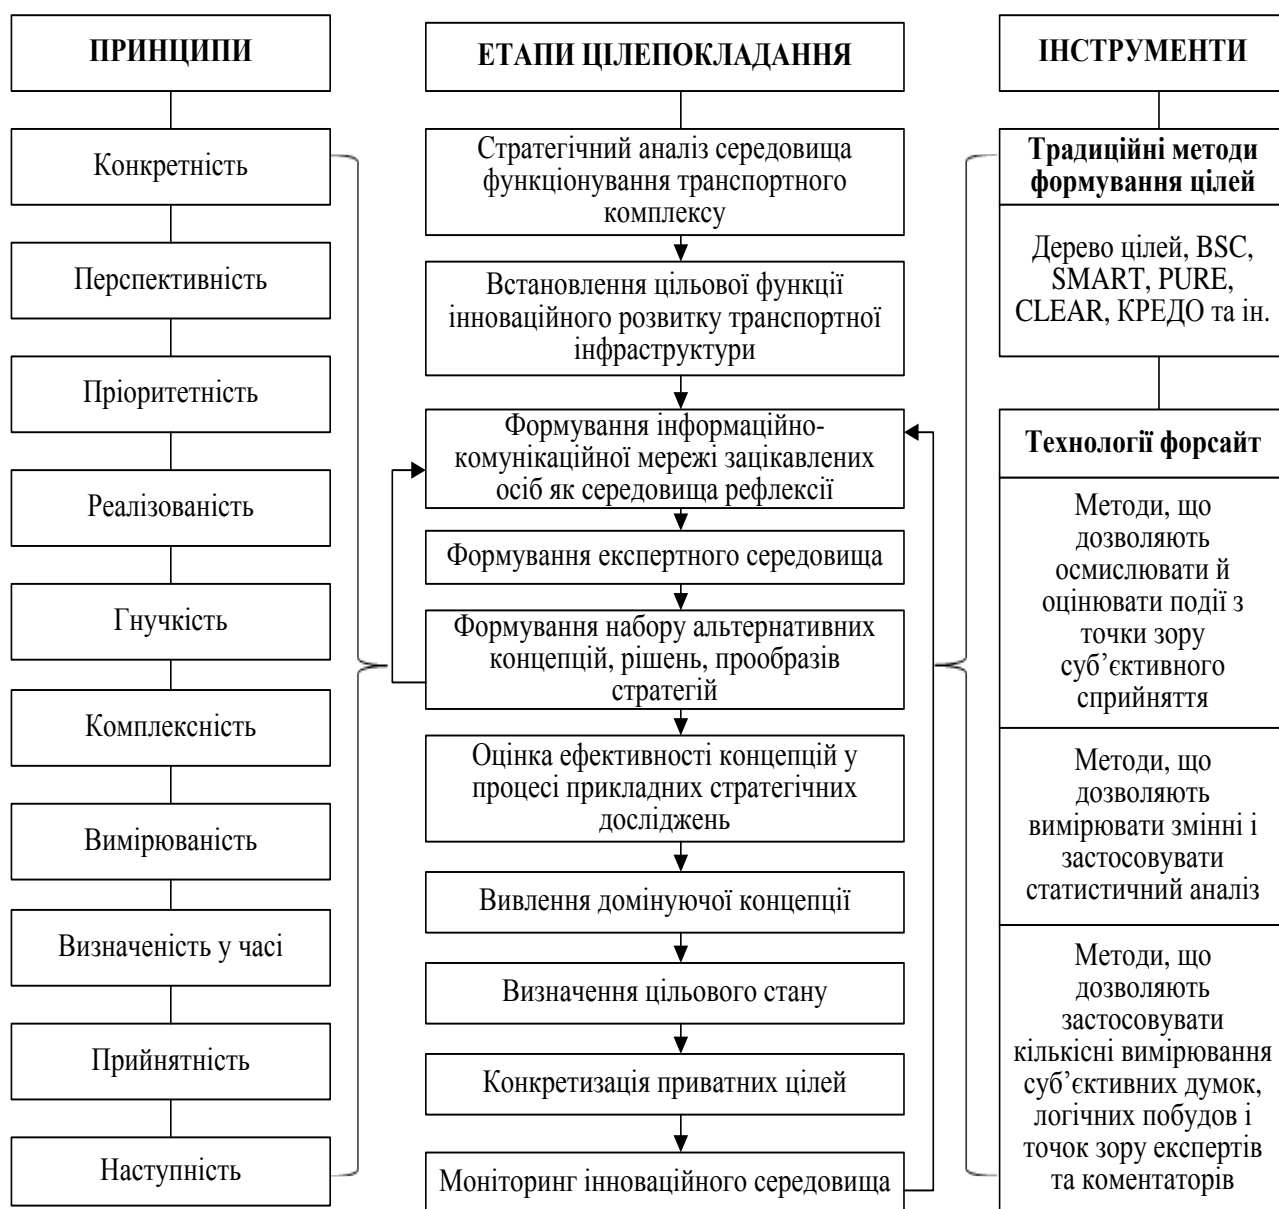 ПРИНЦИПИ
Конкретність
Перспективність
Пріоритетність
Реалізованість
Гнучкість
Комплексність
Вимірюваність
Визначеність у часі
Прийнятність
Наступність
ЕТАПИ ЦІЛЕПОКЛАДАННЯ
Стратегічний аналіз середовища
функціонування транспортного
комплексу
Встановлення цільової функції
інноваційного розвитку транспортної
інфраструктури
Формування інформаційно-
комунікаційної мережі зацікавлених
осіб як середовища рефлексії
Формування експертного середовища
Формування набору альтернативних
концепцій, рішень, прообразів
стратегій
Оцінка ефективності концепцій у
процесі прикладних стратегічних
досліджень
Вивлення домінуючої концепції
Визначення цільового стану
Конкретизація приватних цілей
Моніторинг інноваційного середовища
ІНСТРУМЕНТИ
Традиційні методи
формування цілей
Дерево цілей, BSC,
SMART, PURE,
CLEAR, КРЕДО та ін.
Технології форсайт
Методи, що
дозволяють
осмислювати й
оцінювати події з
точки зору
суб’єктивного
сприйняття
Методи, що
дозволяють
вимірювати змінні і
застосовувати
статистичний аналіз
Методи, що
дозволяють
застосовувати
кількісні вимірювання
суб’єктивних думок,
логічних побудов і
точок зору експертів
та коментаторів